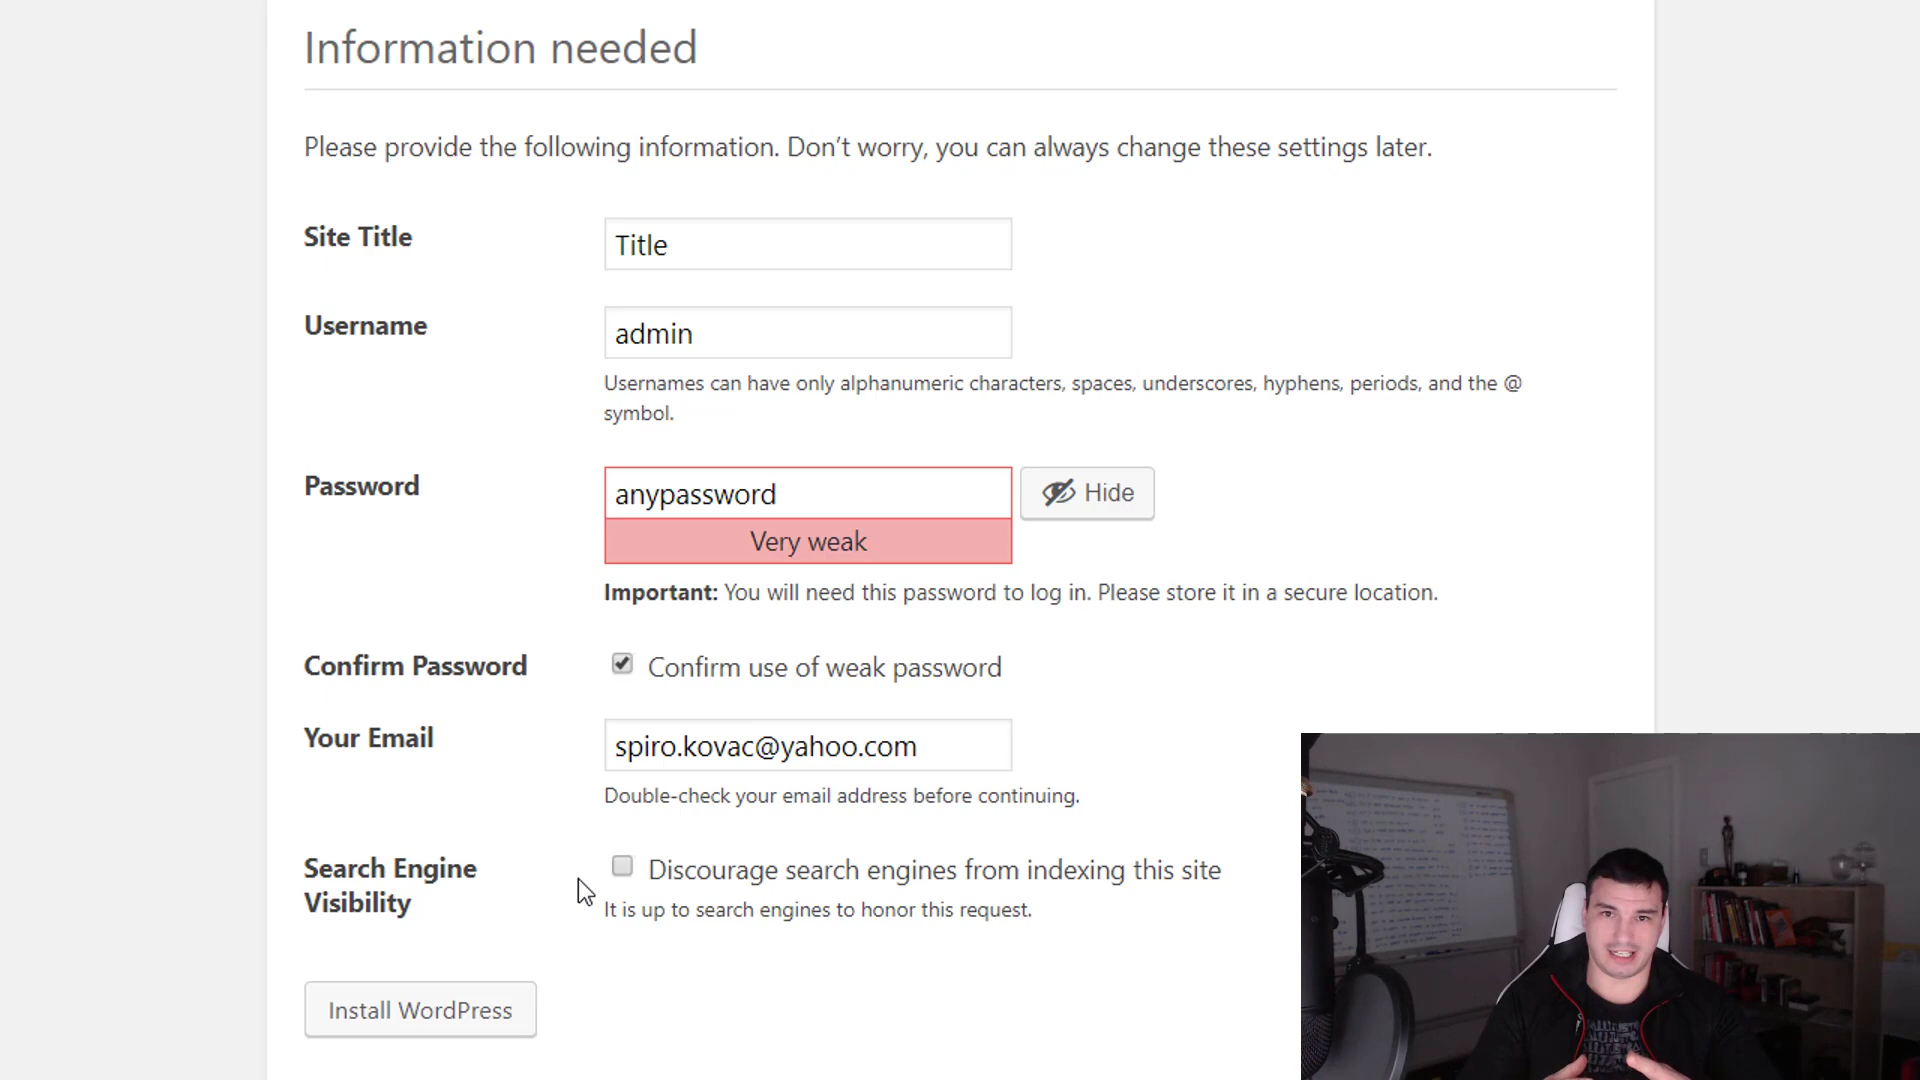 Information needed
Please provide the following information. Don’t worry, you can always change these settings later.
Site Title
Title
Username
admin
Usernames can have only alphanumeric characters, spaces, underscores, hyphens, periods, and the @
symbol.
Password
anypassword
Hide
Very weak
Important: You will need this password to log in. Please store it in a secure location.
Confirm Password
Confirm use of weak password
Your Email
spiro.kovac@yahoo.com
Double-check your email address before continuing.
Search Engine
Visibility
Discourage search engines from indexing this site
It is up to search engines to honor this request.
Install WordPress